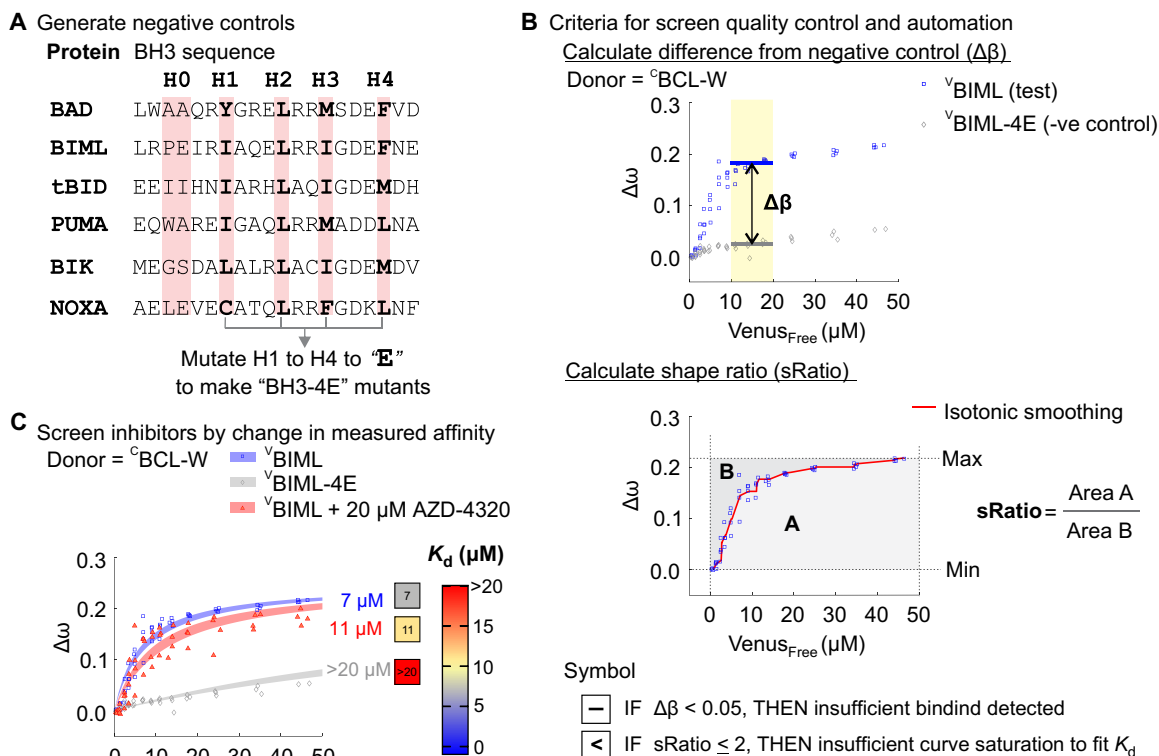 A Generate negative controls
Protein BH3 sequence
H0 H1 H2 H3 H4
BAD LWAAQRYGRELRRMSDEFVD
BIML LRPEIRIAQELRRIGDEFNE
tBID EEIIHNIARHLAQIGDEMDH
PUMA EQWAREIGAQLRRMADDLNA
BIK MEGSDALALRLACIGDEMDV
NOXA AELEVECATQLRRFGDKLNF
Mutate H1 to H4 to "E"
to make "BH3-4E" mutants
B Criteria for screen quality control and automation
Calculate difference from negative control (Δβ)
Donor = ᶜBCL-W
ⱽBIML (test)
ⱽBIML-4E (-ve control)
0.3
0.2
0.1
0.0
Δω
Δβ
0 10 20 30 40 50
Venus_Free (µM)
Calculate shape ratio (sRatio)
Isotonic smoothing
0.2
0.1
0.0
Δω
B
A
Max
Min
sRatio = Area A / Area B
0 10 20 30 40 50
Venus_Free (µM)
Symbol
− IF Δβ < 0.05, THEN insufficient bindind detected
< IF sRatio ≤ 2, THEN insufficient curve saturation to fit K_d
C Screen inhibitors by change in measured affinity
Donor = ᶜBCL-W
ⱽBIML
ⱽBIML-4E
ⱽBIML + 20 µM AZD-4320
0.3
0.2
0.1
0.0
Δω
0 10 20 30 40 50
7 µM 7
11 µM 11
>20 µM >20
K_d (µM)
>20
15
10
5
0